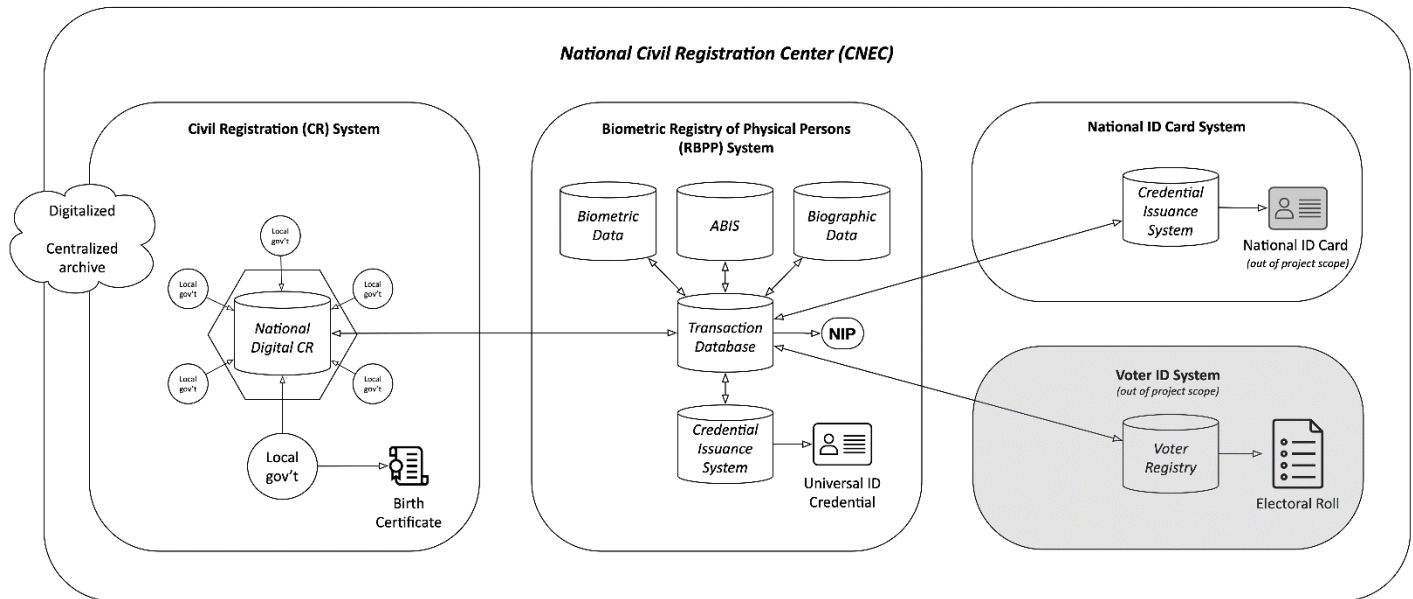 National Civil Registration Center (CNEC)
Civil Registration (CR) System
Digitalized
Centralized
archive
Local
gov't
Local
gov't
Local
gov't
National
Digital CR
Local
gov't
Local
gov't
Local
gov't
Birth
Certificate
Biometric Registry of Physical Persons
(RBPP) System
Biometric
Data
ABIS
Biographic
Data
Transaction
Database
NIP
Credential
Issuance
System
Universal ID
Credential
National ID Card System
Credential
Issuance
System
National ID Card
(out of project scope)
Voter ID System
(out of project scope)
Voter
Registry
Electoral Roll